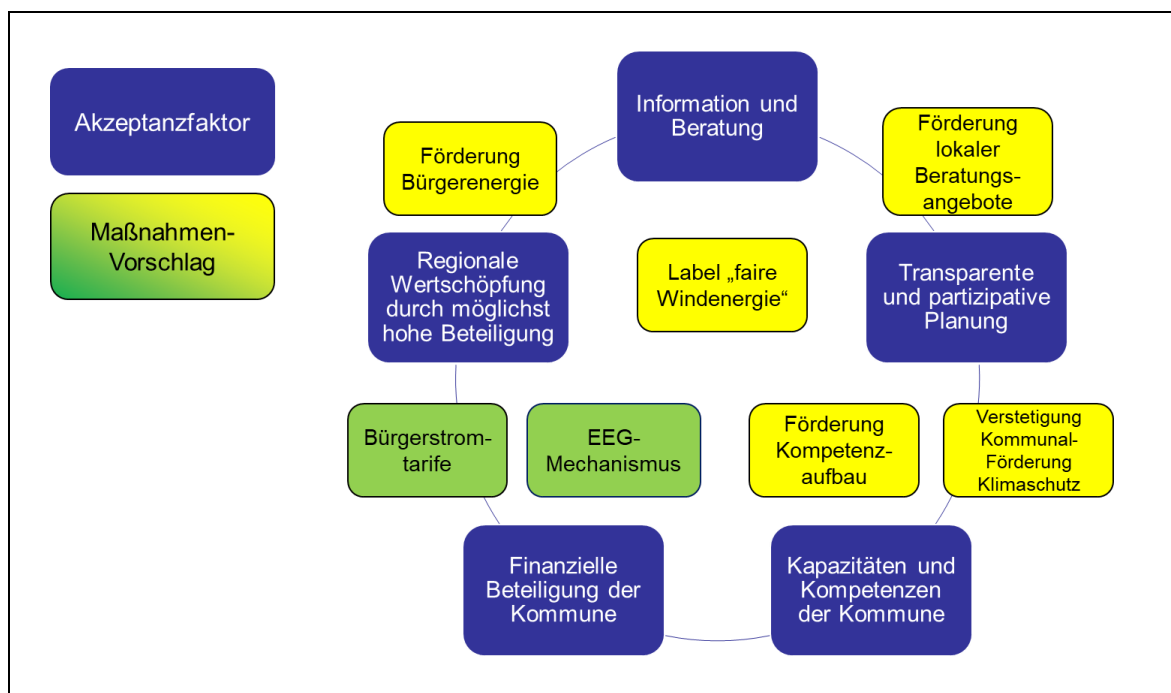 Akzeptanzfaktor
Maßnahmen-
Vorschlag
Information und
Beratung
Förderung
Bürgerenergie
Förderung
lokaler
Beratungs-
angebote
Regionale
Wertschöpfung
durch möglichst
hohe Beteiligung
Label „faire
Windenergie“
Transparente
und partizipative
Planung
Bürgerstrom-
tarife
EEG-
Mechanismus
Förderung
Kompetenz-
aufbau
Verstetigung
Kommunal-
Förderung
Klimaschutz
Finanzielle
Beteiligung der
Kommune
Kapazitäten und
Kompetenzen
der Kommune